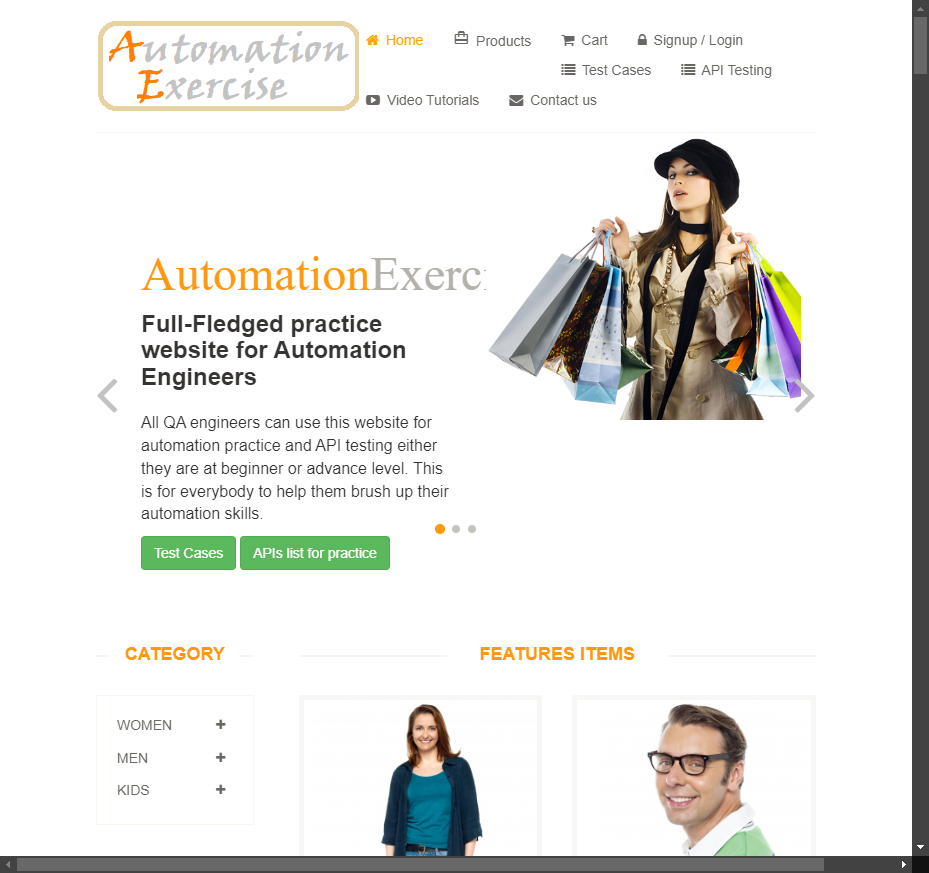 Automation
Exercise
Home
Products
Cart
Signup / Login
Test Cases
API Testing
Video Tutorials
Contact us
AutomationExerc
Full-Fledged practice
website for Automation
Engineers
All QA engineers can use this website for
automation practice and API testing either
they are at beginner or advance level. This
is for everybody to help them brush up their
automation skills.
Test Cases
APIs list for practice
CATEGORY
FEATURES ITEMS
WOMEN
MEN
KIDS